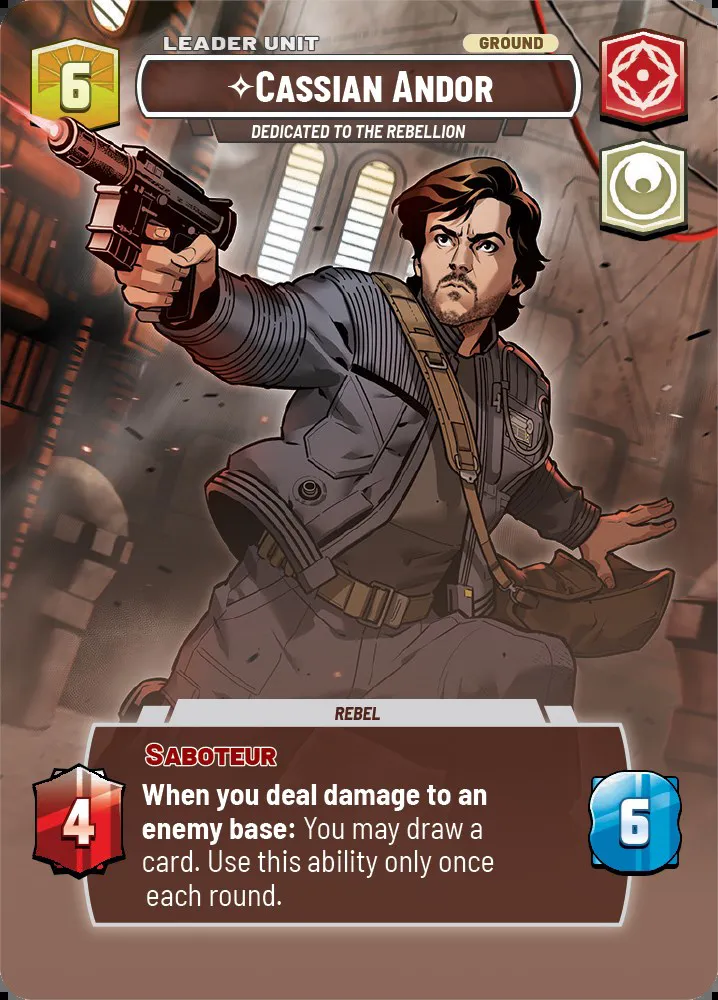 LEADER UNIT
GROUND
6
✧CASSIAN ANDOR
DEDICATED TO THE REBELLION
REBEL
SABOTEUR
When you deal damage to an
enemy base: You may draw a
card. Use this ability only once
each round.
4
6